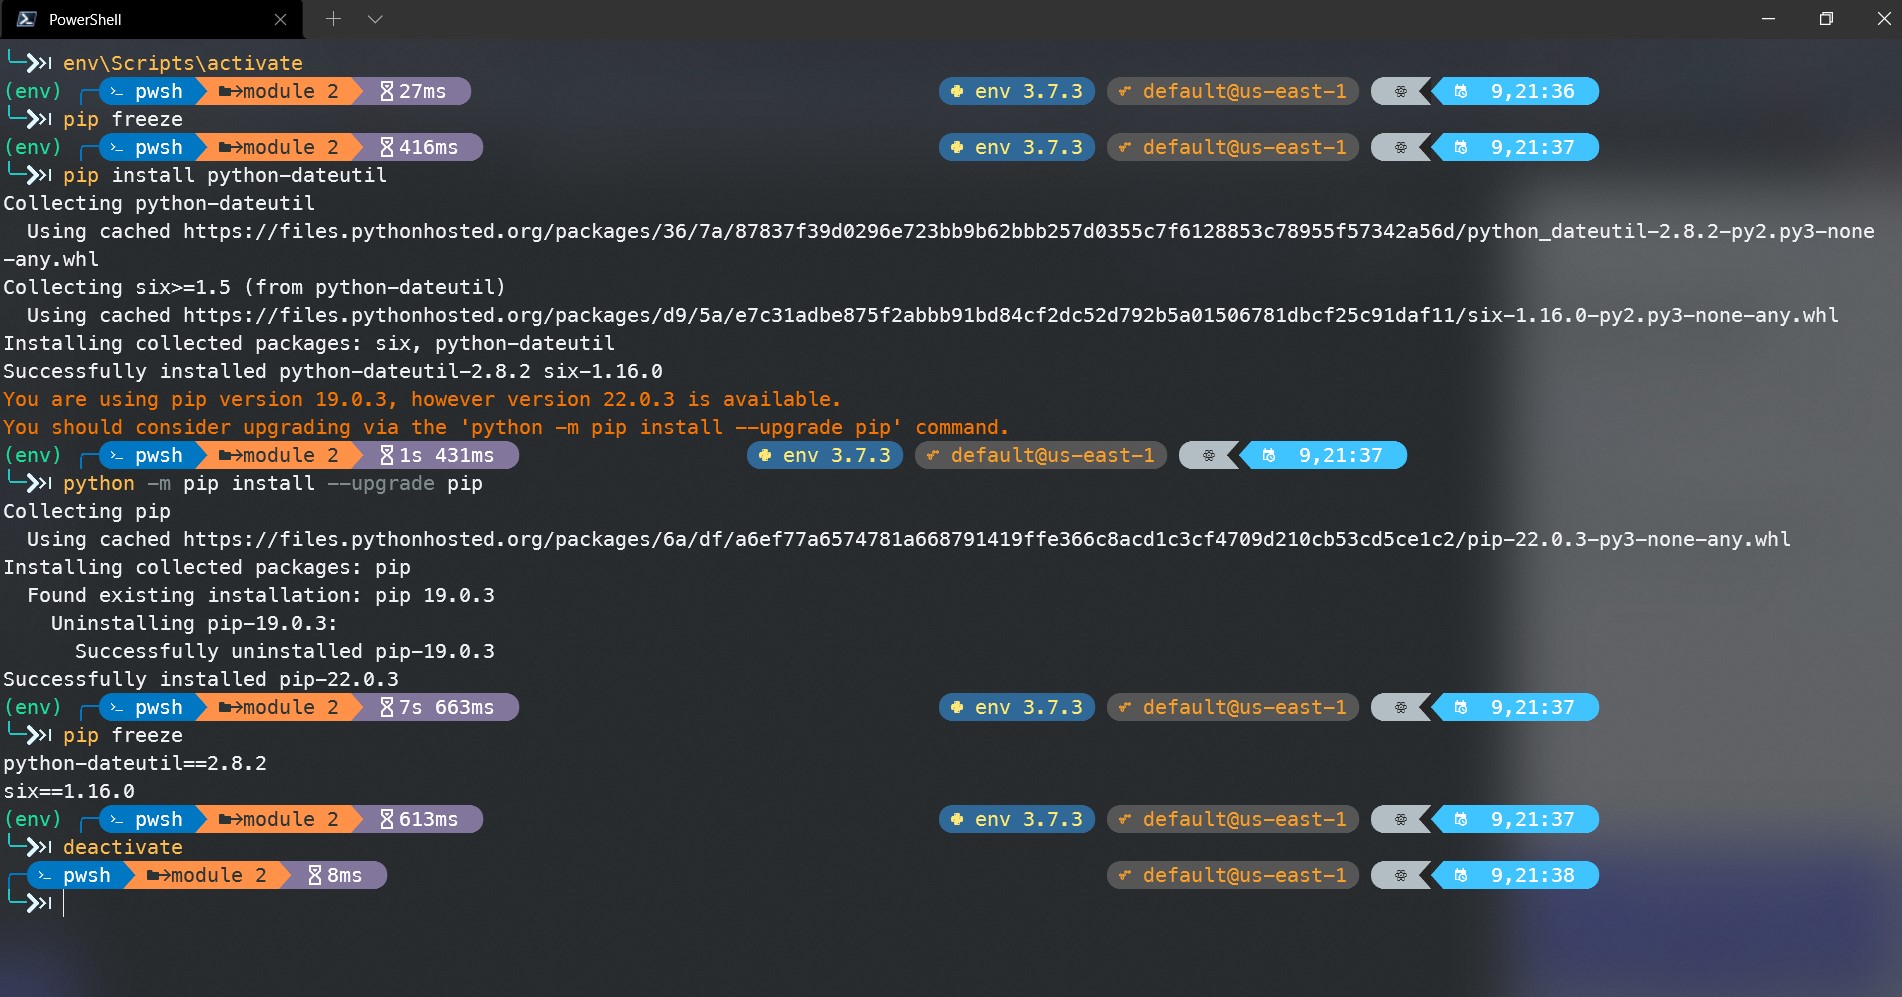 PowerShell
env\Scripts\activate
(env) pwsh module 2 27ms env 3.7.3 default@us-east-1 9,21:36
pip freeze
(env) pwsh module 2 416ms env 3.7.3 default@us-east-1 9,21:37
pip install python-dateutil
Collecting python-dateutil
Using cached https://files.pythonhosted.org/packages/36/7a/87837f39d0296e723bb9b62bbb257d0355c7f6128853c78955f57342a56d/python_dateutil-2.8.2-py2.py3-none
-any.whl
Collecting six>=1.5 (from python-dateutil)
Using cached https://files.pythonhosted.org/packages/d9/5a/e7c31adbe875f2abbb91bd84cf2dc52d792b5a01506781dbcf25c91daf11/six-1.16.0-py2.py3-none-any.whl
Installing collected packages: six, python-dateutil
Successfully installed python-dateutil-2.8.2 six-1.16.0
You are using pip version 19.0.3, however version 22.0.3 is available.
You should consider upgrading via the 'python -m pip install --upgrade pip' command.
(env) pwsh module 2 1s 431ms env 3.7.3 default@us-east-1 9,21:37
python -m pip install --upgrade pip
Collecting pip
Using cached https://files.pythonhosted.org/packages/6a/df/a6ef77a6574781a668791419ffe366c8acd1c3cf4709d210cb53cd5ce1c2/pip-22.0.3-py3-none-any.whl
Installing collected packages: pip
Found existing installation: pip 19.0.3
Uninstalling pip-19.0.3:
Successfully uninstalled pip-19.0.3
Successfully installed pip-22.0.3
(env) pwsh module 2 7s 663ms env 3.7.3 default@us-east-1 9,21:37
pip freeze
python-dateutil==2.8.2
six==1.16.0
(env) pwsh module 2 613ms env 3.7.3 default@us-east-1 9,21:37
deactivate
pwsh module 2 8ms default@us-east-1 9,21:38